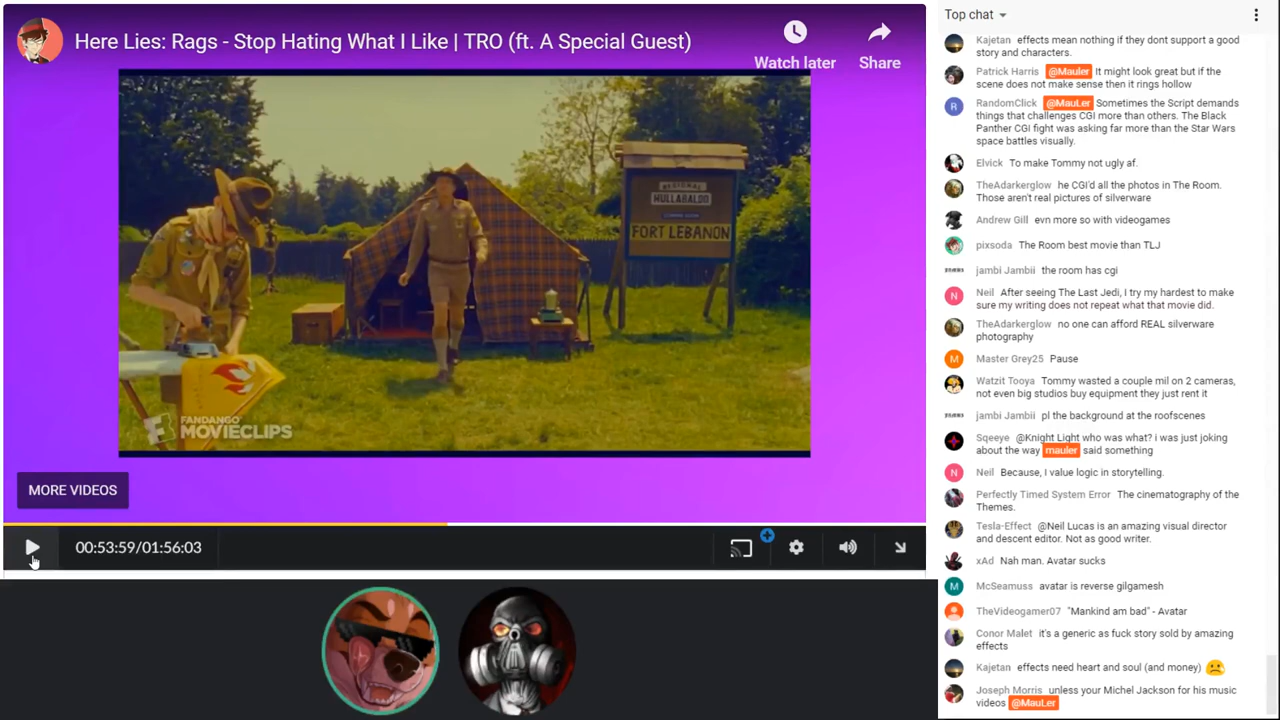 Here Lies: Rags - Stop Hating What I Like | TRO (ft. A Special Guest)
Watch later
Share
REGIONAL
HULLABALOO
COMING SOON
FORT LEBANON
FANDANGO
MOVIECLIPS
MORE VIDEOS
00:53:59/01:56:03
Top chat
Kajetan effects mean nothing if they dont support a good
story and characters.
Patrick Harris @Mauler It might look great but if the
scene does not make sense then it rings hollow
R
RandomClick @MauLer Sometimes the Script demands
things that challenges CGI more than others. The Black
Panther CGI fight was asking far more than the Star Wars
space battles visually.
Elvick To make Tommy not ugly af.
TheAdarkerglow he CGI'd all the photos in The Room.
Those aren't real pictures of silverware
Andrew Gill evn more so with videogames
pixsoda The Room best movie than TLJ
jambi Jambii the room has cgi
N
Neil After seeing The Last Jedi, I try my hardest to make
sure my writing does not repeat what that movie did.
TheAdarkerglow no one can afford REAL silverware
photography
M
Master Grey25 Pause
Watzit Tooya Tommy wasted a couple mil on 2 cameras,
not even big studios buy equipment they just rent it
jambi Jambii pl the background at the roofscenes
Sqeeye @Knight Light who was what? i was just joking
about the way mauler said something
N
Neil Because, I value logic in storytelling.
Perfectly Timed System Error The cinematography of the
Themes.
Tesla-Effect @Neil Lucas is an amazing visual director
and descent editor. Not as good writer.
xAd Nah man. Avatar sucks
M
McSeamuss avatar is reverse gilgamesh
TheVideogamer07 "Mankind am bad" - Avatar
Conor Malet it's a generic as fuck story sold by amazing
effects
Kajetan effects need heart and soul (and money)
Joseph Morris unless your Michel Jackson for his music
videos @MauLer